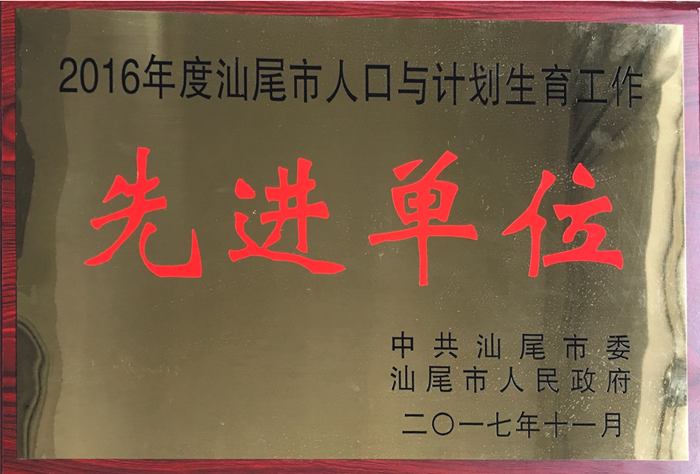 2016年度汕尾市人口与计划生育工作
先进单位
中共汕尾市委
汕尾市人民政府
二〇一七年十一月